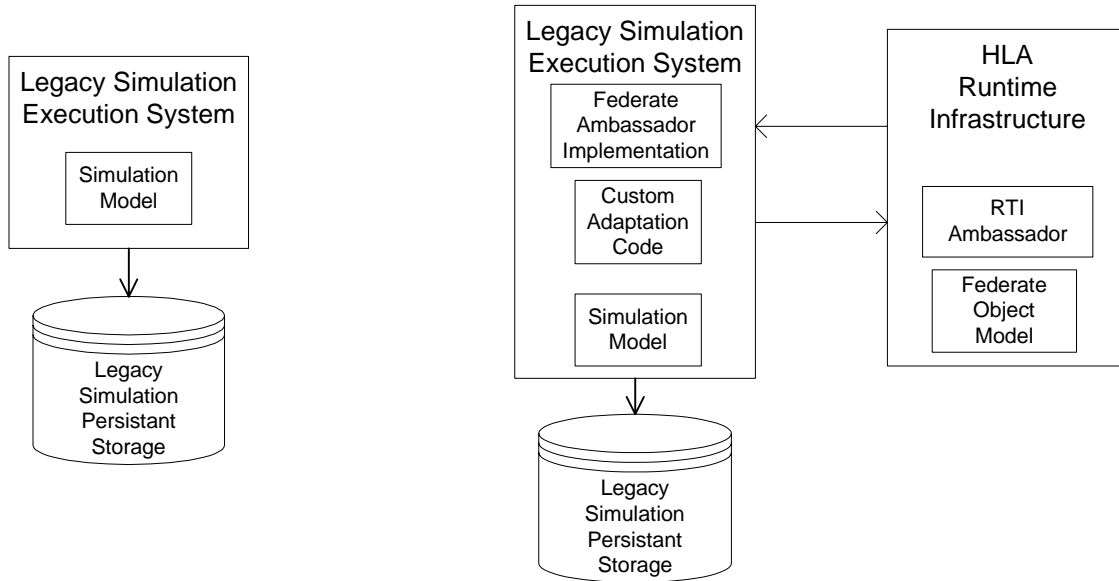 Legacy Simulation
Execution System
Simulation
Model
Legacy
Simulation
Persistant
Storage
Legacy Simulation
Execution System
Federate
Ambassador
Implementation
Custom
Adaptation
Code
Simulation
Model
Legacy
Simulation
Persistant
Storage
HLA
Runtime
Infrastructure
RTI
Ambassador
Federate
Object
Model